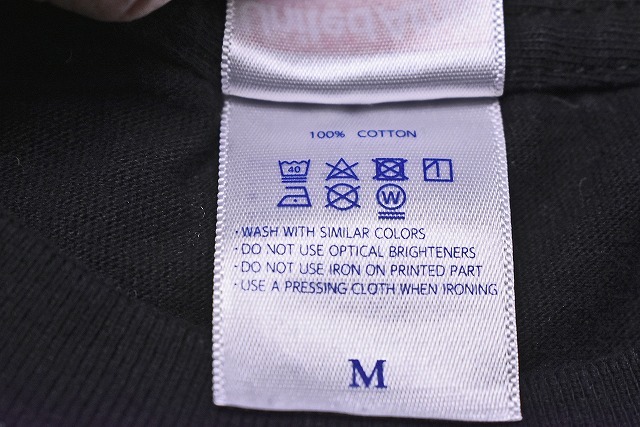 100% COTTON
40
W
· WASH WITH SIMILAR COLORS
· DO NOT USE OPTICAL BRIGHTENERS
· DO NOT USE IRON ON PRINTED PART
· USE A PRESSING CLOTH WHEN IRONING
M